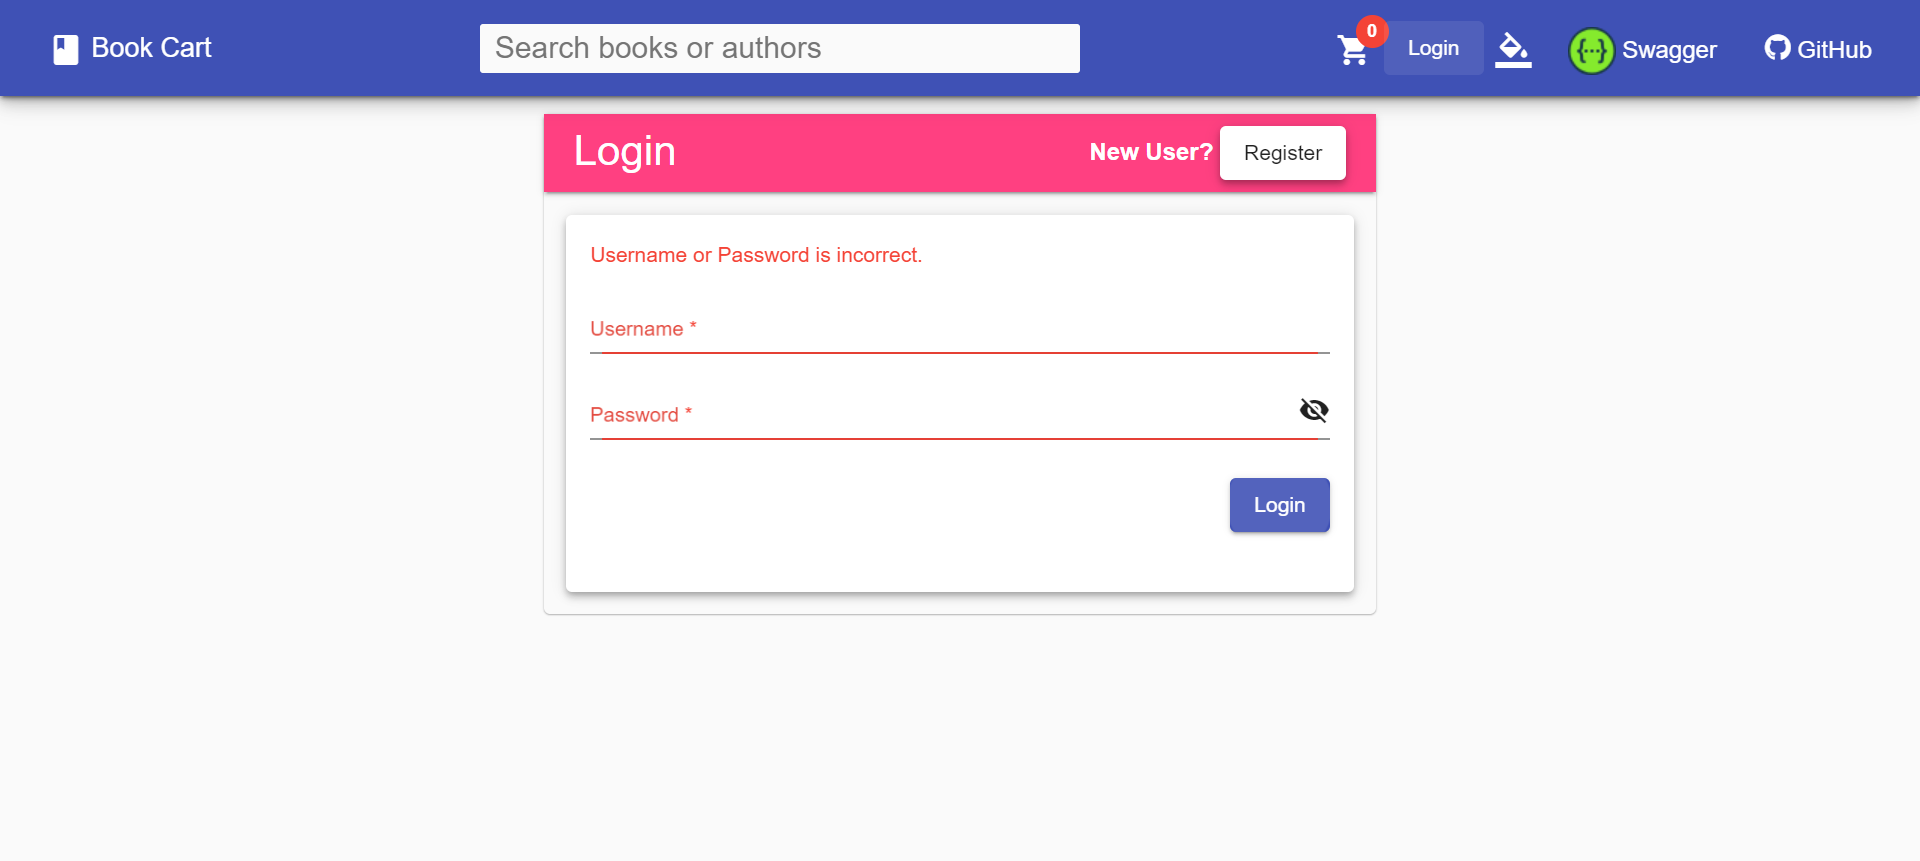 Book Cart
Search books or authors
0
Login
{···} Swagger
GitHub
Login
New User?
Register
Username or Password is incorrect.
Username *
Password *
Login